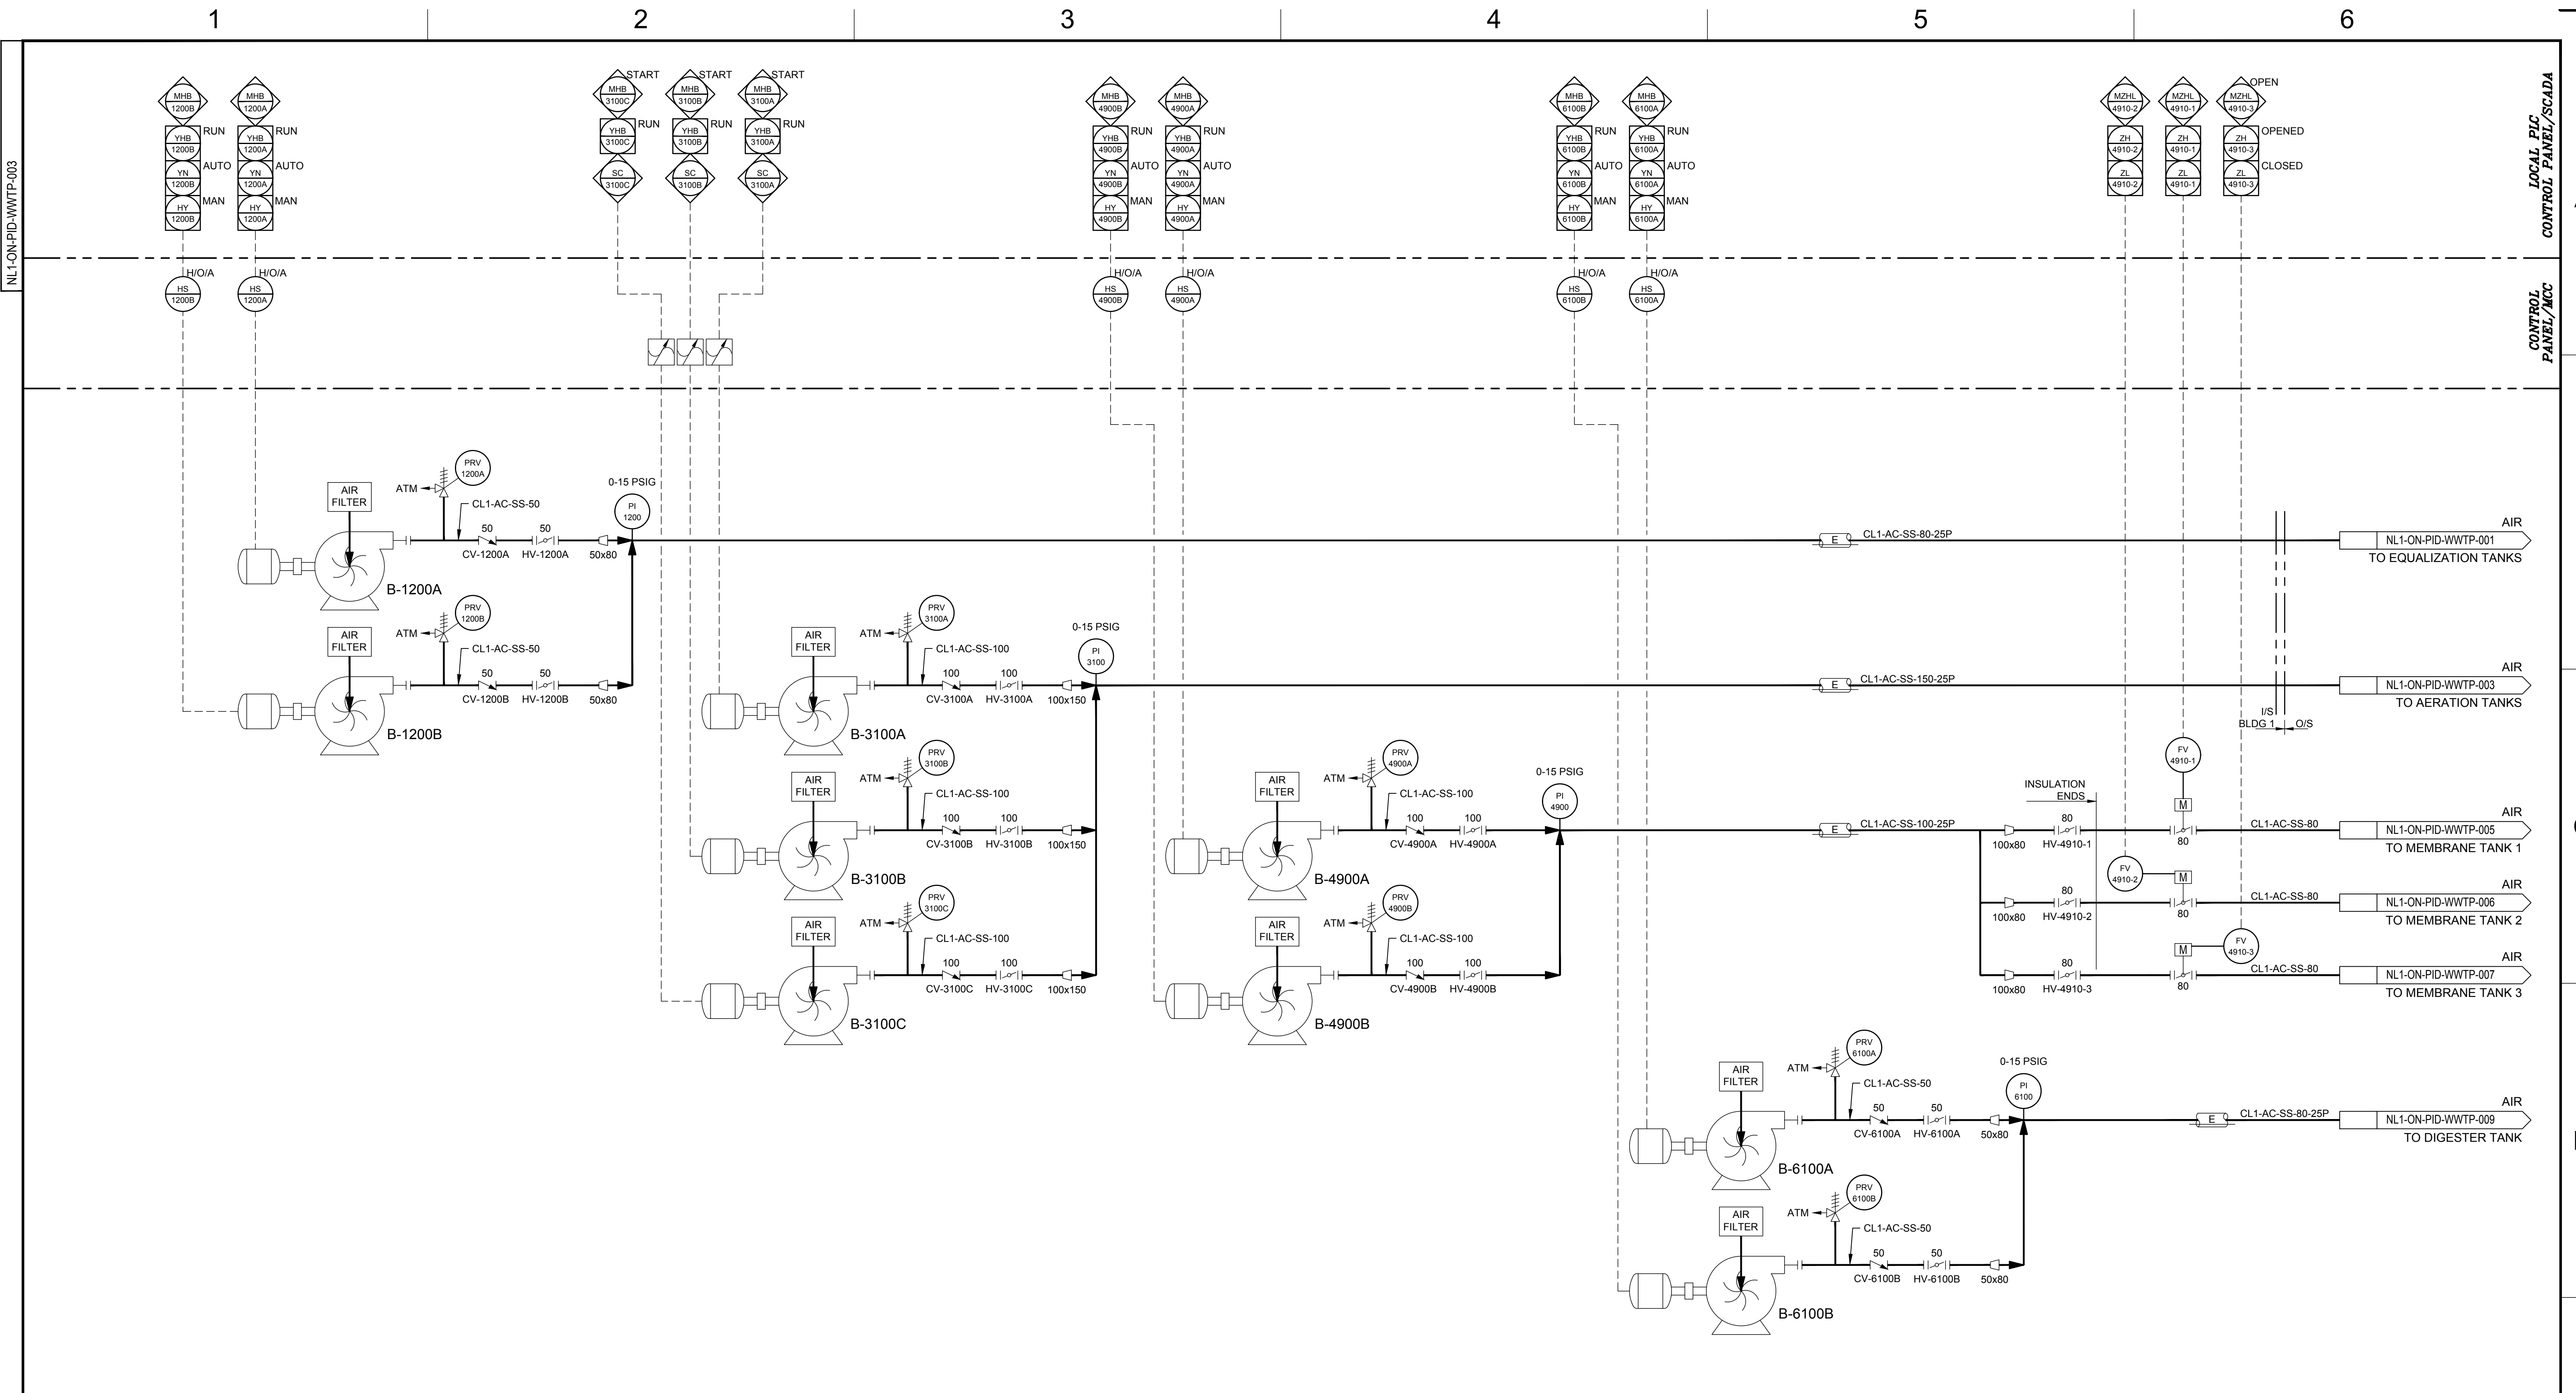 1 2 3 4 5 6
NL1-ON-PID-WWTP-003
LOCAL PLC
CONTROL PANEL/SCADA
CONTROL
PANEL/MCC
MHB
1200B
YHB
1200B
RUN
YN
1200B
AUTO
HY
1200B
MAN
H/O/A
HS
1200B
MHB
1200A
YHB
1200A
RUN
YN
1200A
AUTO
HY
1200A
MAN
H/O/A
HS
1200A
START
MHB
3100C
YHB
3100C
RUN
SC
3100C
START
MHB
3100B
YHB
3100B
RUN
SC
3100B
START
MHB
3100A
YHB
3100A
RUN
SC
3100A
MHB
4900B
YHB
4900B
RUN
YN
4900B
AUTO
HY
4900B
MAN
H/O/A
HS
4900B
MHB
4900A
YHB
4900A
RUN
YN
4900A
AUTO
HY
4900A
MAN
H/O/A
HS
4900A
MHB
6100B
YHB
6100B
RUN
YN
6100B
AUTO
HY
6100B
MAN
H/O/A
HS
6100B
MHB
6100A
YHB
6100A
RUN
YN
6100A
AUTO
HY
6100A
MAN
H/O/A
HS
6100A
MZHL
4910-2
ZH
4910-2
ZL
4910-2
MZHL
4910-1
ZH
4910-1
ZL
4910-1
OPEN
MZHL
4910-3
ZH
4910-3
OPENED
ZL
4910-3
CLOSED
AIR
FILTER
ATM
PRV
1200A
CL1-AC-SS-50
50
CV-1200A
50
HV-1200A
50x80
0-15 PSIG
PI
1200
B-1200A
E
CL1-AC-SS-80-25P
AIR
NL1-ON-PID-WWTP-001
TO EQUALIZATION TANKS
AIR
FILTER
ATM
PRV
1200B
CL1-AC-SS-50
50
CV-1200B
50
HV-1200B
50x80
B-1200B
AIR
FILTER
ATM
PRV
3100A
CL1-AC-SS-100
100
CV-3100A
100
HV-3100A
100x150
0-15 PSIG
PI
3100
B-3100A
E
CL1-AC-SS-150-25P
AIR
NL1-ON-PID-WWTP-003
TO AERATION TANKS
I/S
BLDG 1
O/S
AIR
FILTER
ATM
PRV
3100B
CL1-AC-SS-100
100
CV-3100B
100
HV-3100B
100x150
B-3100B
AIR
FILTER
ATM
PRV
3100C
CL1-AC-SS-100
100
CV-3100C
100
HV-3100C
100x150
B-3100C
AIR
FILTER
ATM
PRV
4900A
CL1-AC-SS-100
100
CV-4900A
100
HV-4900A
0-15 PSIG
PI
4900
B-4900A
E
CL1-AC-SS-100-25P
INSULATION
ENDS
100x80
80
HV-4910-1
FV
4910-1
M
80
CL1-AC-SS-80
AIR
NL1-ON-PID-WWTP-005
TO MEMBRANE TANK 1
100x80
80
HV-4910-2
FV
4910-2
M
80
CL1-AC-SS-80
AIR
NL1-ON-PID-WWTP-006
TO MEMBRANE TANK 2
100x80
80
HV-4910-3
M
FV
4910-3
80
CL1-AC-SS-80
AIR
NL1-ON-PID-WWTP-007
TO MEMBRANE TANK 3
AIR
FILTER
ATM
PRV
4900B
CL1-AC-SS-100
100
CV-4900B
100
HV-4900B
B-4900B
AIR
FILTER
ATM
PRV
6100A
CL1-AC-SS-50
50
CV-6100A
50
HV-6100A
50x80
0-15 PSIG
PI
6100
B-6100A
E
CL1-AC-SS-80-25P
AIR
NL1-ON-PID-WWTP-009
TO DIGESTER TANK
AIR
FILTER
ATM
PRV
6100B
CL1-AC-SS-50
50
CV-6100B
50
HV-6100B
50x80
B-6100B